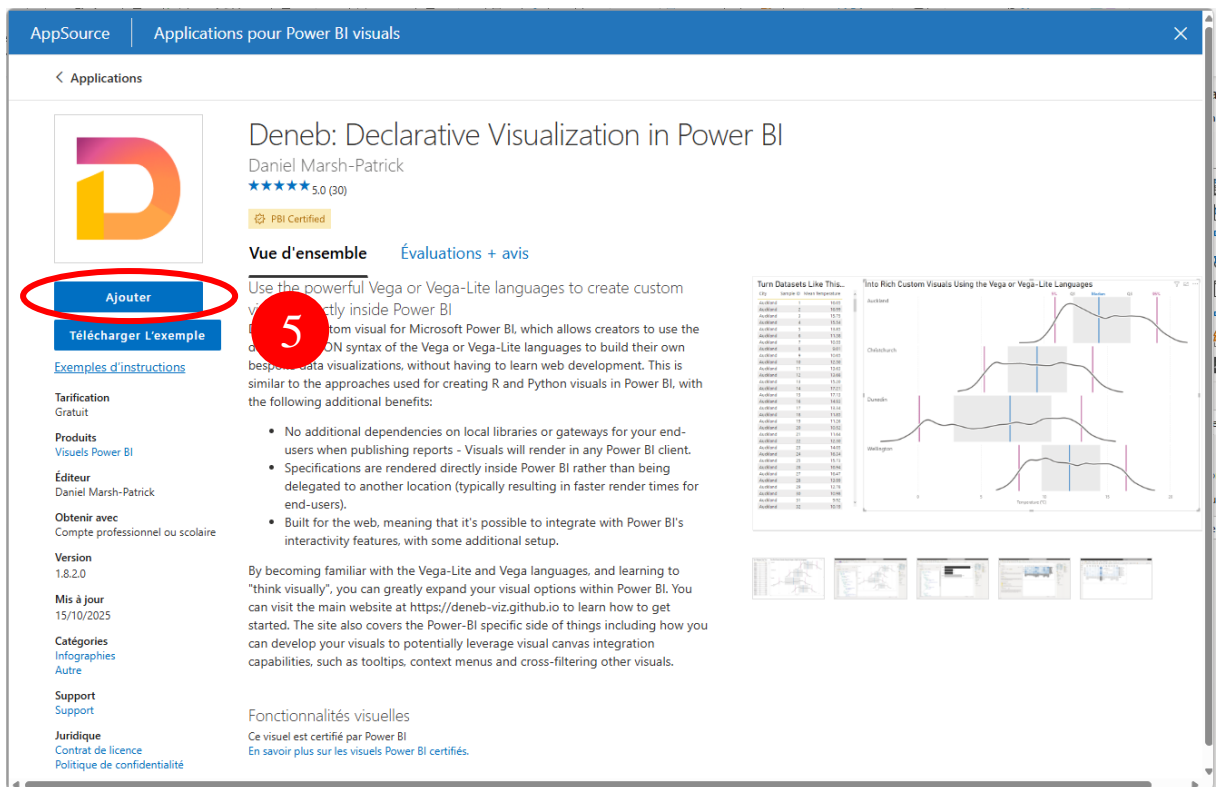 AppSource
Applications pour Power BI visuals
Applications
Deneb: Declarative Visualization in Power BI
Daniel Marsh-Patrick
5.0 (30)
PBI Certified
Vue d'ensemble
Évaluations + avis
Ajouter
Télécharger L'exemple
Exemples d'instructions
Tarification
Gratuit
Produits
Visuels Power BI
Éditeur
Daniel Marsh-Patrick
Obtenir avec
Compte professionnel ou scolaire
Version
1.8.2.0
Mis à jour
15/10/2025
Catégories
Infographies
Autre
Support
Support
Juridique
Contrat de licence
Politique de confidentialité
5
Use the powerful Vega or Vega-Lite languages to create custom
directly inside Power BI
visual for Microsoft Power BI, which allows creators to use the
syntax of the Vega or Vega-Lite languages to build their own
data visualizations, without having to learn web development. This is
similar to the approaches used for creating R and Python visuals in Power BI, with
the following additional benefits:
No additional dependencies on local libraries or gateways for your end-
users when publishing reports - Visuals will render in any Power BI client.
Specifications are rendered directly inside Power BI rather than being
delegated to another location (typically resulting in faster render times for
end-users).
Built for the web, meaning that it's possible to integrate with Power BI's
interactivity features, with some additional setup.
By becoming familiar with the Vega-Lite and Vega languages, and learning to
"think visually", you can greatly expand your visual options within Power BI. You
can visit the main website at https://deneb-viz.github.io to learn how to get
started. The site also covers the Power-BI specific side of things including how you
can develop your visuals to potentially leverage visual canvas integration
capabilities, such as tooltips, context menus and cross-filtering other visuals.
Fonctionnalités visuelles
Ce visuel est certifié par Power BI
En savoir plus sur les visuels Power BI certifiés.
Turn Datasets Like This...
City Sample ID Mean Temperature
Into Rich Custom Visuals Using the Vega or Vega-Lite Languages
Median
Auckland
Christchurch
Dunedin
Wellington
Temperature (°C)